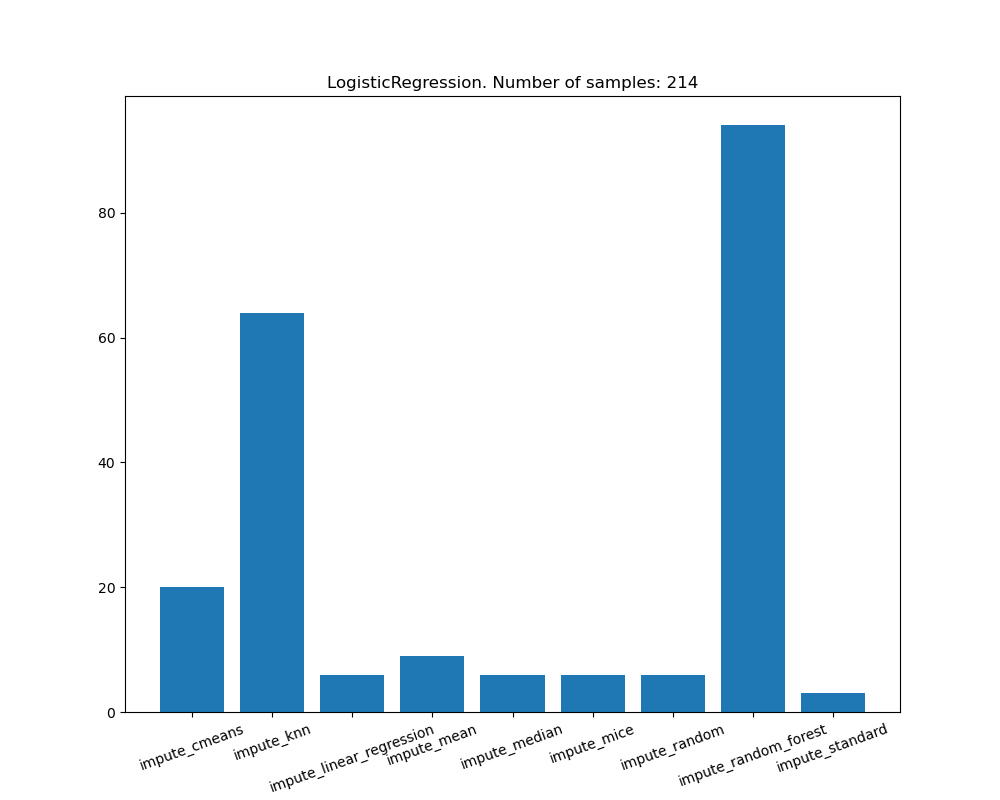 LogisticRegression. Number of samples: 214
80
60
40
20
0
impute_cmeans
impute_knn
impute_linear_regression
impute_mean
impute_median
impute_mice
impute_random
impute_random_forest
impute_standard